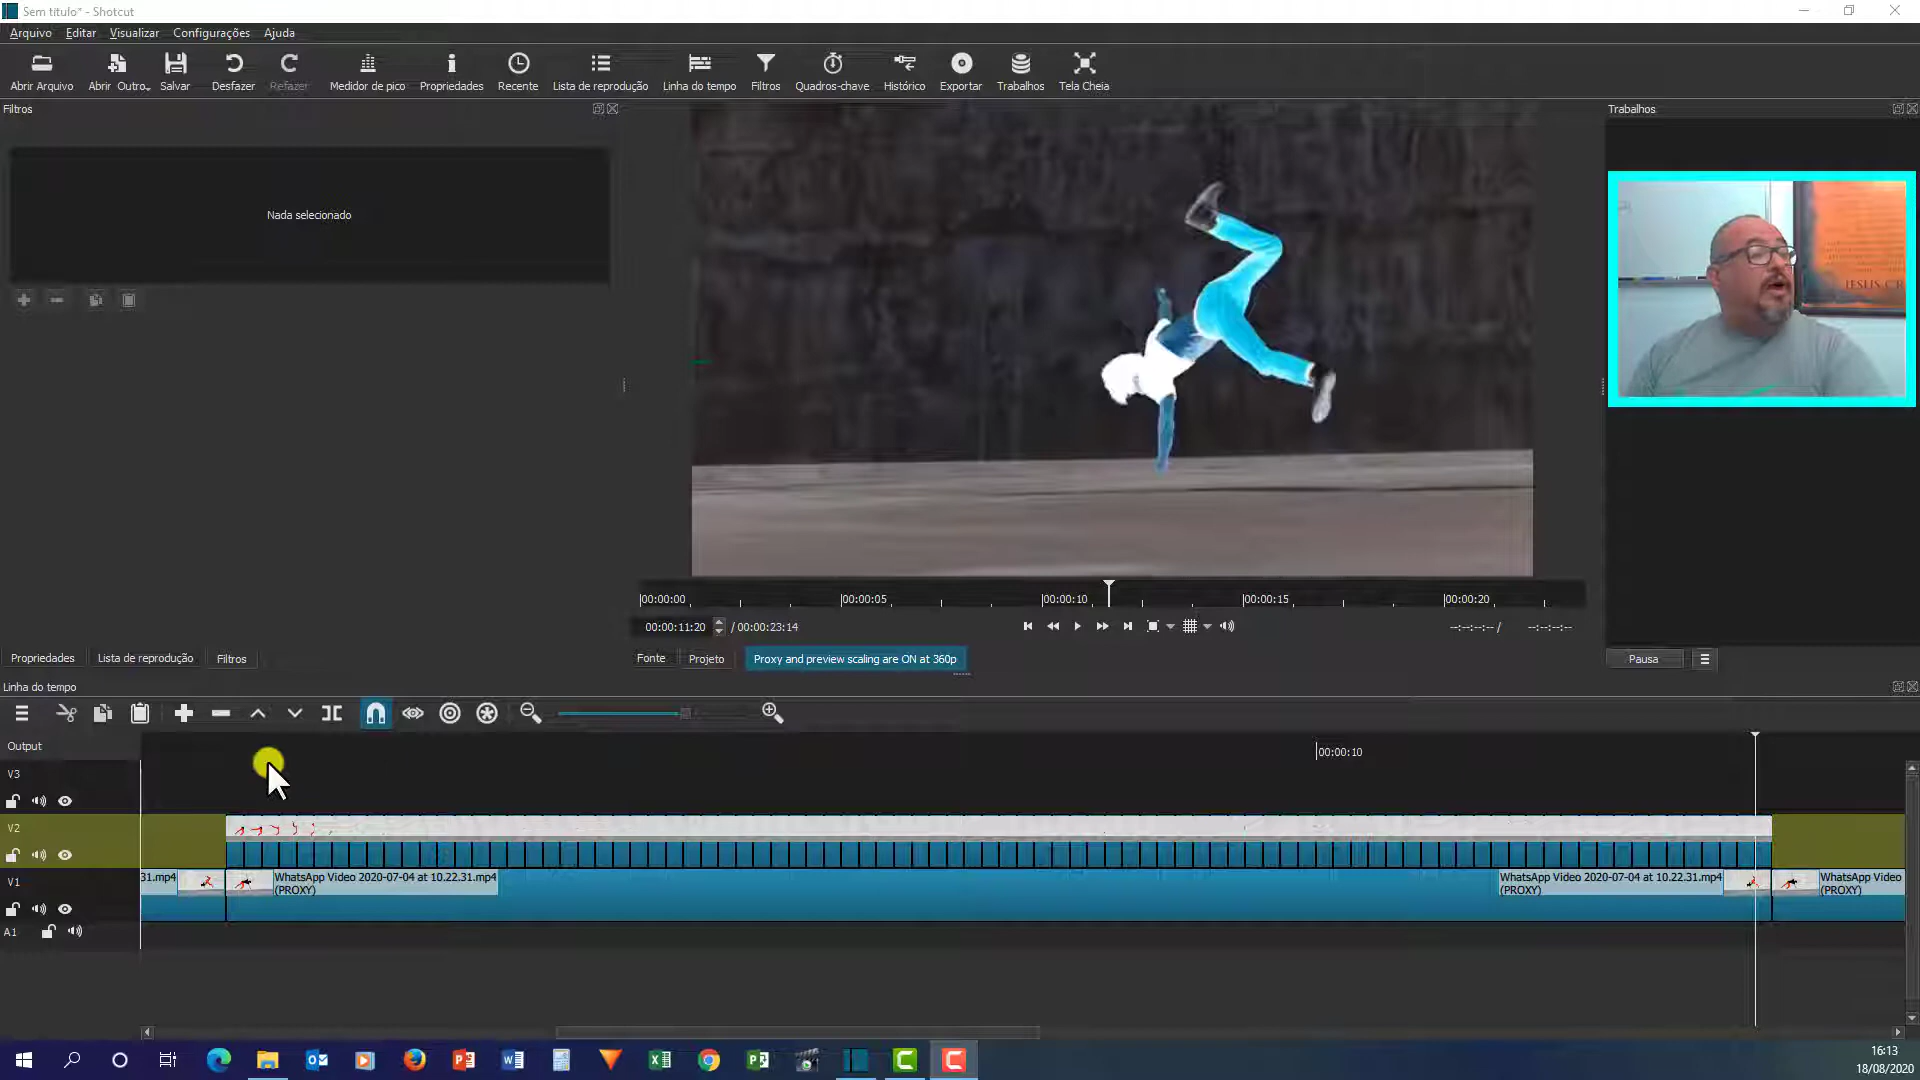 Sem título* - Shotcut
Arquivo Editar Visualizar Configurações Ajuda
Abrir Arquivo Abrir Outro Salvar Desfazer Refazer Medidor de pico Propriedades Recente Lista de reprodução Linha do tempo Filtros Quadros-chave Histórico Exportar Trabalhos Tela Cheia
Filtros
Trabalhos
Nada selecionado
JESUS CR
00:00:00 00:00:05 00:00:10 00:00:15 00:00:20
00:00:11:20 / 00:00:23:14 --:--:--:-- / --:--:--:--
Propriedades Lista de reprodução Filtros
Fonte Projeto Proxy and preview scaling are ON at 360p
Pausa
Linha do tempo
Output
00:00:10
V3
V2
V1
31.mp4
WhatsApp Video 2020-07-04 at 10.22.31.mp4
(PROXY)
WhatsApp Video 2020-07-04 at 10.22.31.mp4
(PROXY)
WhatsApp Video
(PROXY)
A1
16:13
18/08/2020